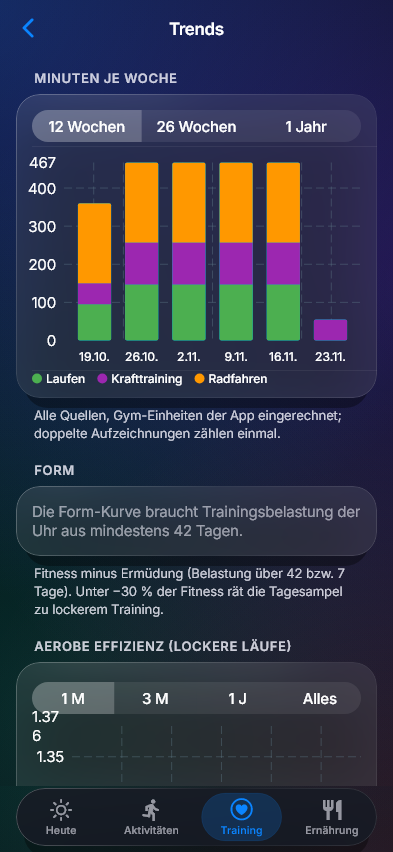 Trends
MINUTEN JE WOCHE
12 Wochen 26 Wochen 1 Jahr
467
400
300
200
100
0
19.10. 26.10. 2.11. 9.11. 16.11. 23.11.
Laufen Krafttraining Radfahren
Alle Quellen, Gym-Einheiten der App eingerechnet;
doppelte Aufzeichnungen zählen einmal.
FORM
Die Form-Kurve braucht Trainingsbelastung der
Uhr aus mindestens 42 Tagen.
Fitness minus Ermüdung (Belastung über 42 bzw. 7
Tage). Unter −30 % der Fitness rät die Tagesampel
zu lockerem Training.
AEROBE EFFIZIENZ (LOCKERE LÄUFE)
1 M 3 M 1 J Alles
1.37
6
1.35
Heute Aktivitäten Training Ernährung